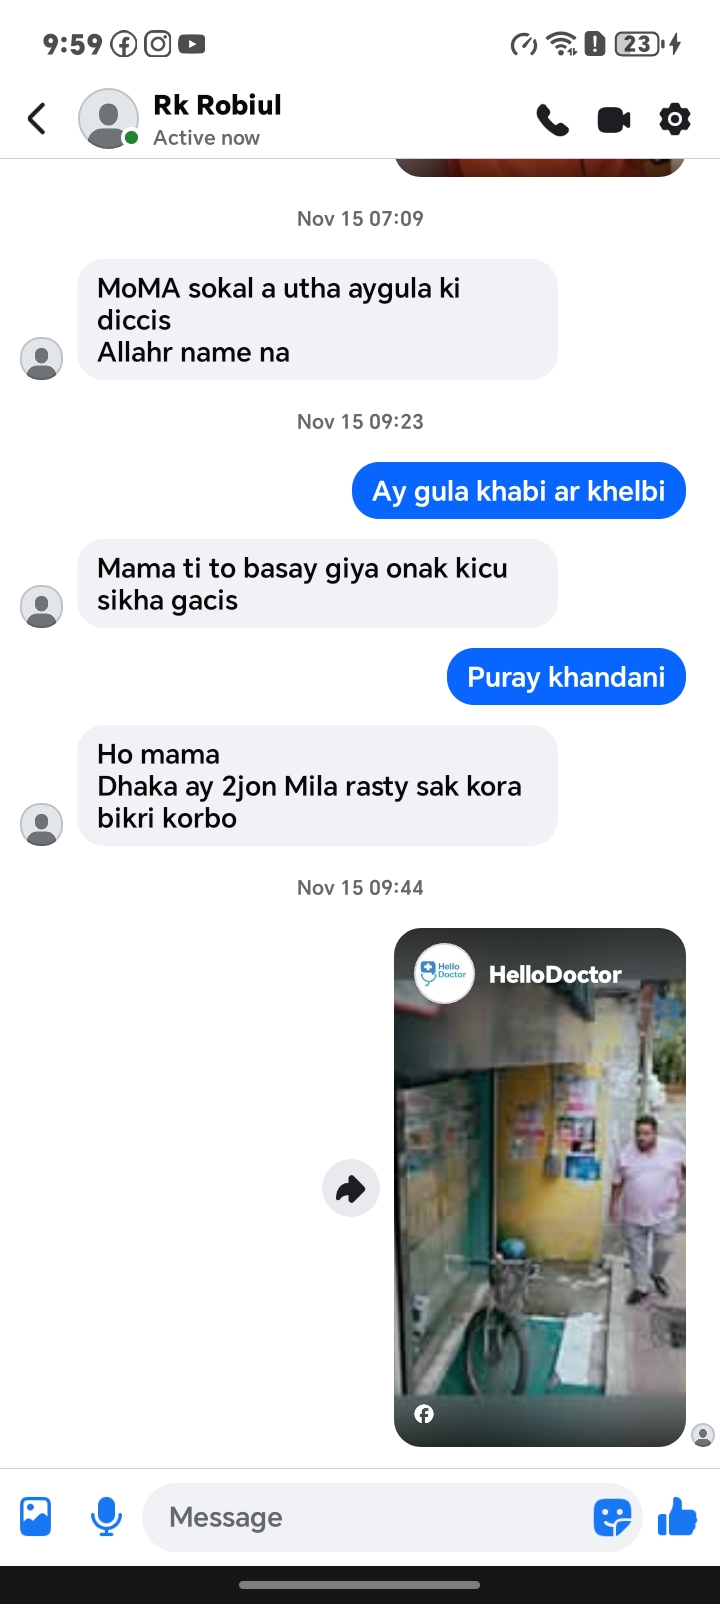 9:59
23
Rk Robiul
Active now
Nov 15 07:09
MoMA sokal a utha aygula ki
diccis
Allahr name na
Nov 15 09:23
Ay gula khabi ar khelbi
Mama ti to basay giya onak kicu
sikha gacis
Puray khandani
Ho mama
Dhaka ay 2jon Mila rasty sak kora
bikri korbo
Nov 15 09:44
Hello
Doctor
HelloDoctor
Message